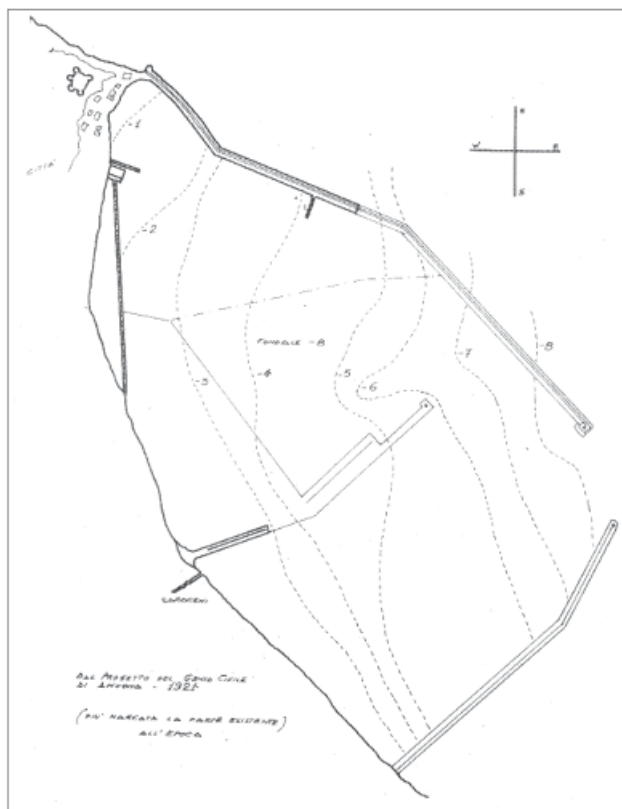 CITTÀ
W E
S
-1
-2
-3
-4
-5
-6
-7
-8
FONDALE -8
DAL PROGETTO DEL GENIO CIVILE
DI ANCONA - 1921
(PIU' MARCATA LA PARTE ESISTENTE)
ALL'EPOCA